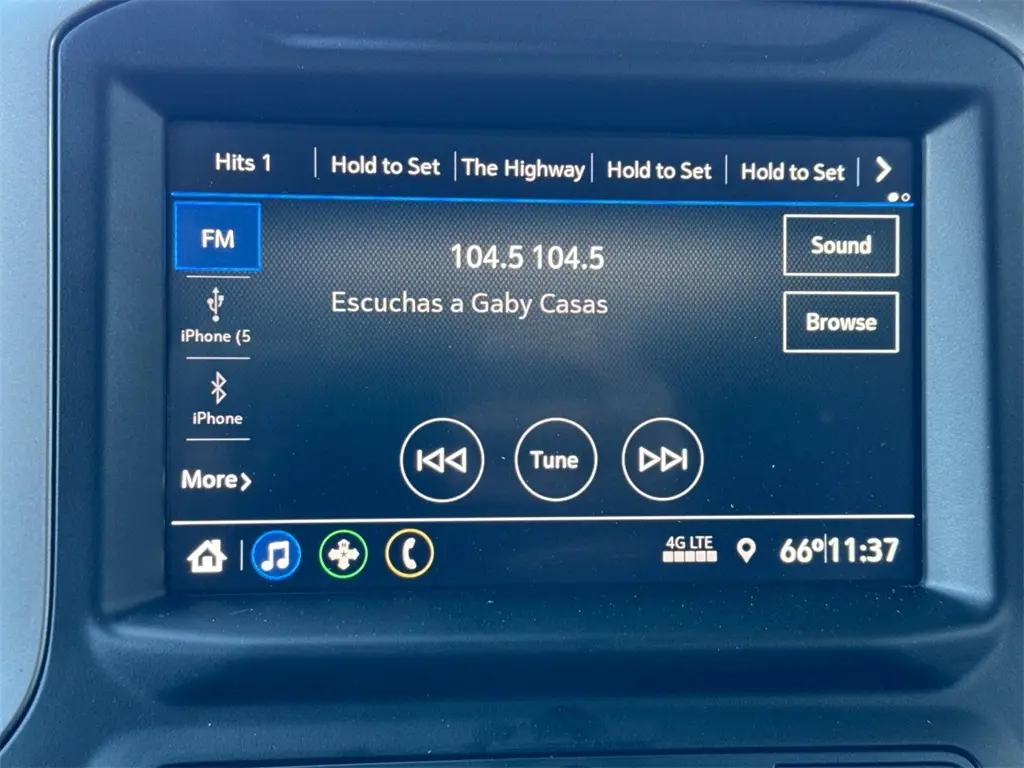 Hits 1 Hold to Set The Highway Hold to Set Hold to Set
FM
104.5 104.5
Sound
Escuchas a Gaby Casas
iPhone (5
Browse
iPhone
More
Tune
4G LTE
66º 11:37